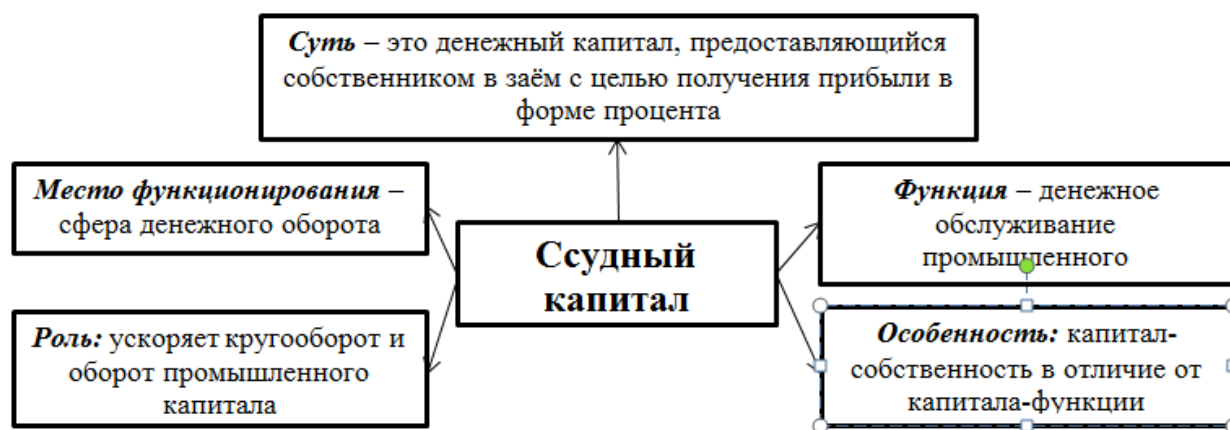 Суть – это денежный капитал, предоставляющийся
собственником в заём с целью получения прибыли в
форме процента
Место функционирования –
сфера денежного оборота
Функция – денежное
обслуживание
промышленного
Ссудный
капитал
Роль: ускоряет кругооборот и
оборот промышленного
капитала
Особенность: капитал-
собственность в отличие от
капитала-функции